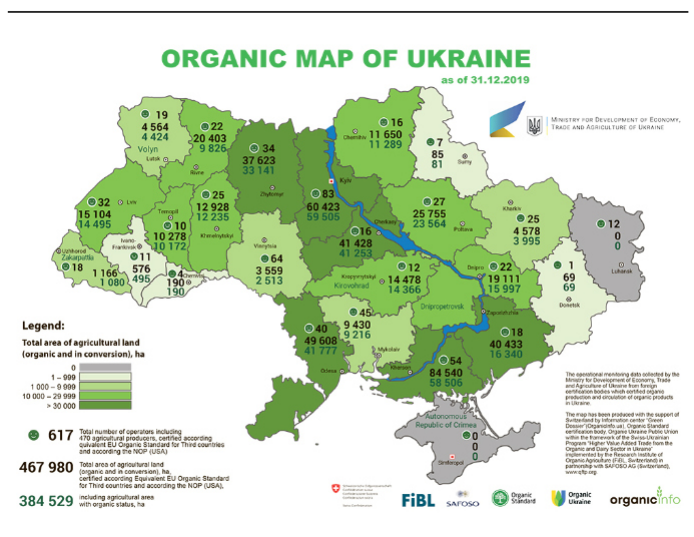 ORGANIC MAP OF UKRAINE
as of 31.12.2019
MINISTRY FOR DEVELOPMENT OF ECONOMY,
TRADE AND AGRICULTURE OF UKRAINE
19
4 564
4 424
Volyn
Lutsk
22
20 403
9 826
Rivne
34
37 623
33 141
Zhytomyr
83
60 423
59 505
Kyiv
16
11 650
11 289
Chernihiv
7
85
81
Sumy
32
15 104
14 495
Lviv
Ternopil
10
10 278
10 172
25
12 928
12 235
Khmelnytskyi
Vinnytsia
64
3 559
2 513
Cherkasy
16
41 428
41 253
27
25 755
23 564
Poltava
Kharkiv
25
4 578
3 995
12
0
0
Luhansk
Uzhhorod
Zakarpattia
18
1 166
1 080
Ivano-
Frankivsk
11
576
495
4
190
190
12
14 478
14 366
Kropyvnytskyi
Kirovohrad
Dnipro
22
19 111
15 997
Dnipropetrovsk
1
69
69
Donetsk
40
49 608
41 777
Odesa
45
9 430
9 216
Mykolaiv
54
84 540
58 506
Kherson
Zaporizhzhia
18
40 433
16 340
Autonomous
Republic of Crimea
0
0
0
Simferopol
Legend:
Total area of agricultural land
(organic and in conversion), ha
0
1 – 999
1 000 – 9 999
10 000 – 29 999
> 30 000
617 Total number of operators including
470 agricultural producers, certified according
equivalent EU Organic Standard for Third countries
and according the NOP (USA)
467 980 Total area of agricultural land
(organic and in conversion), ha,
certified according Equivalent EU Organic Standard
for Third countries and according the NOP (USA),
384 529 including agricultural area
with organic status, ha
The operational monitoring data collected by the
Ministry for Development of Economy, Trade
and Agriculture of Ukraine from foreign
certification bodies which certified organic
production and circulation of organic products
in Ukraine.
The map has been produced with the support of
Switzerland by Information center "Green
Dossier"(Organicinfo.ua), Organic Standard
certification body, Organic Ukraine Public Union
within the framework of the Swiss-Ukrainian
Program "Higher Value Added Trade from the
Organic and Dairy Sector in Ukraine"
implemented by the Research Institute of
Organic Agriculture (FiBL, Switzerland) in
partnership with SAFOSO AG (Switzerland),
www.qftp.org.
FiBL
SAFOSO
Organic
Standard
Organic
Ukraine
organicinfo